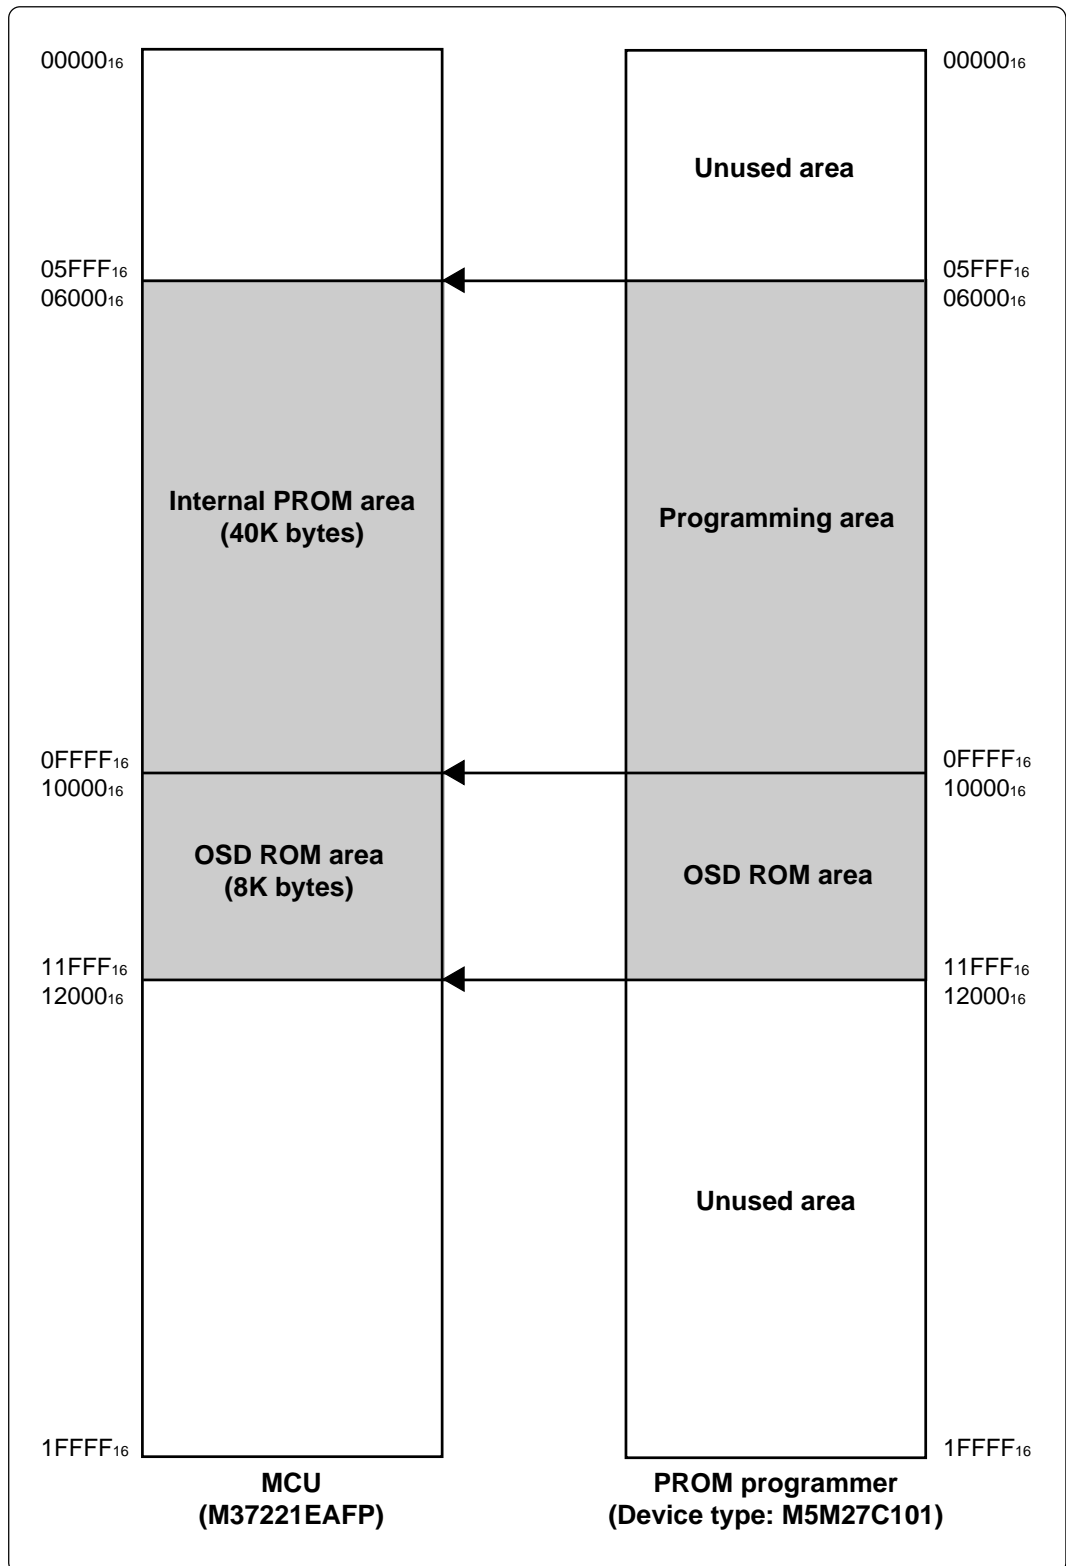 00000₁₆
00000₁₆
Unused area
05FFF₁₆
06000₁₆
05FFF₁₆
06000₁₆
Internal PROM area
(40K bytes)
Programming area
0FFFF₁₆
10000₁₆
0FFFF₁₆
10000₁₆
OSD ROM area
(8K bytes)
OSD ROM area
11FFF₁₆
12000₁₆
11FFF₁₆
12000₁₆
Unused area
1FFFF₁₆
1FFFF₁₆
MCU
(M37221EAFP)
PROM programmer
(Device type: M5M27C101)